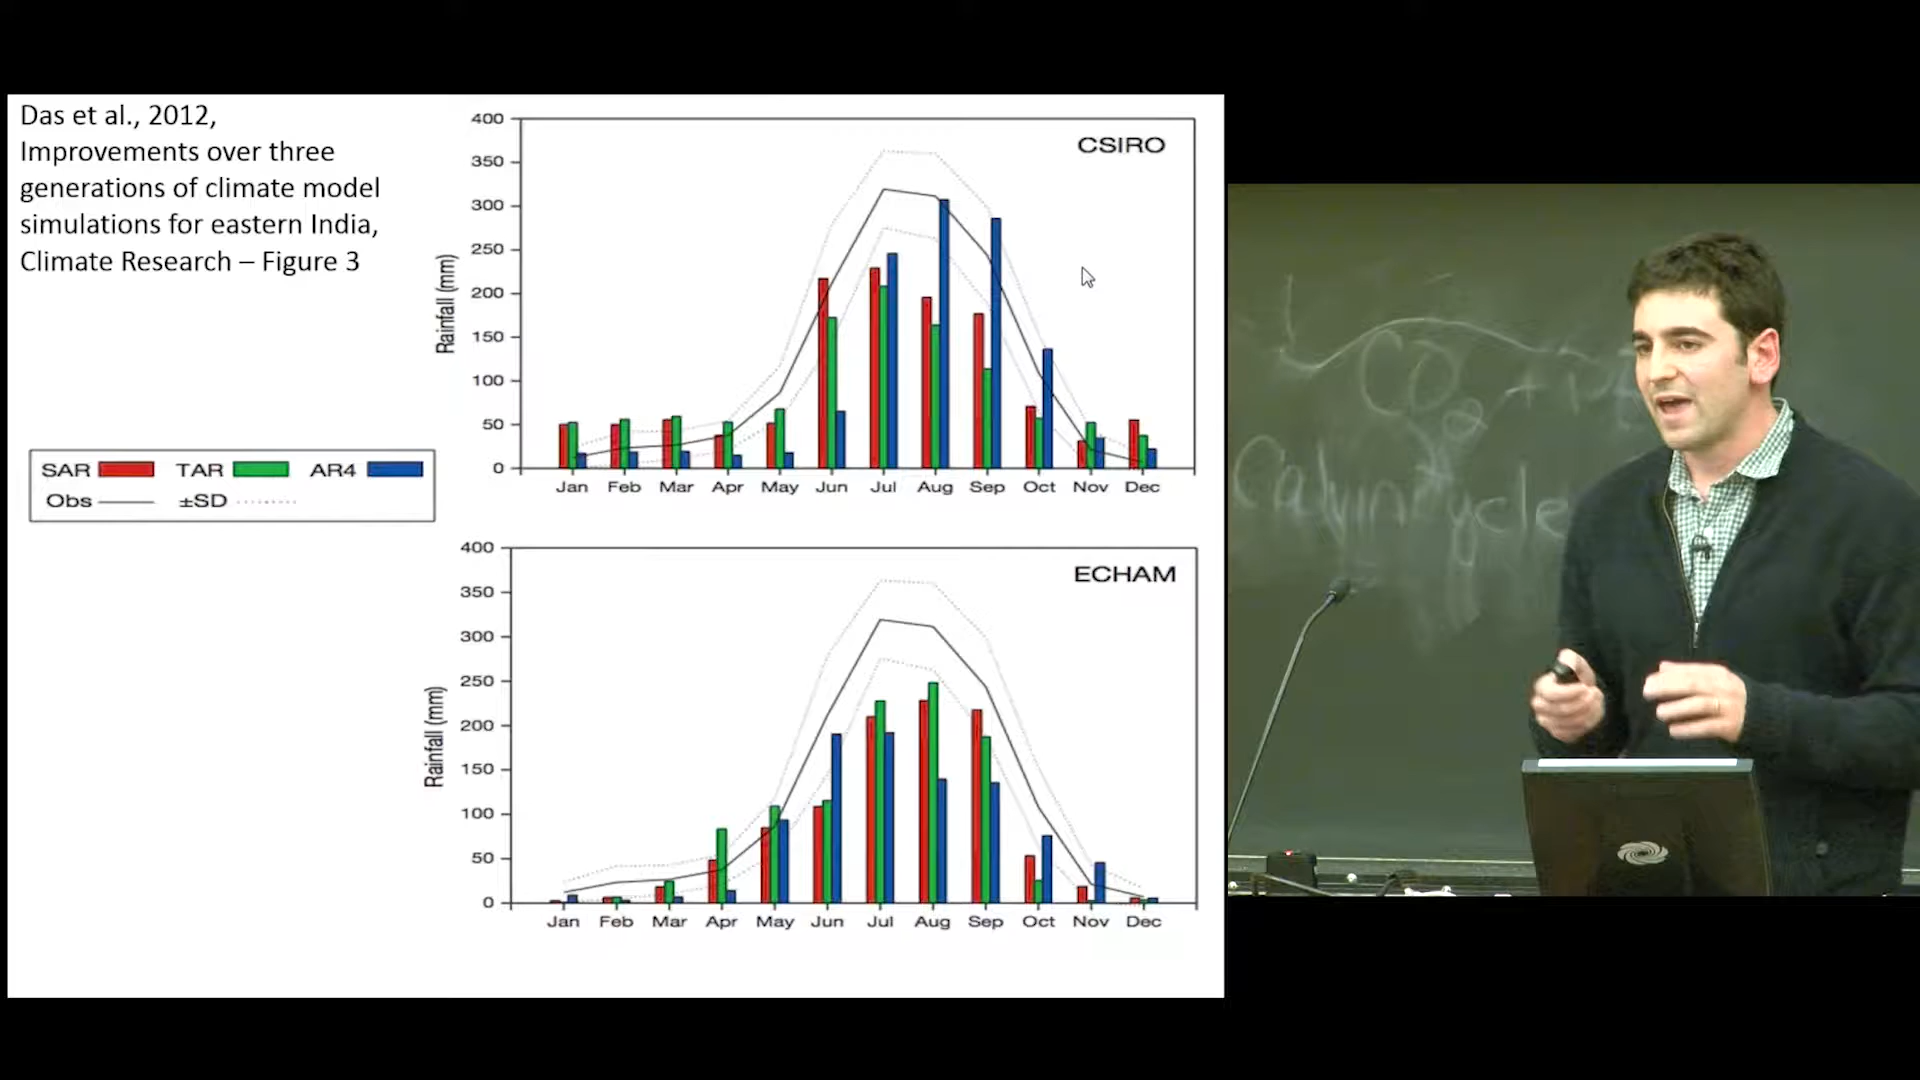 Das et al., 2012,
Improvements over three
generations of climate model
simulations for eastern India,
Climate Research – Figure 3
SAR TAR AR4
Obs ±SD
CSIRO
Rainfall (mm)
400
350
300
250
200
150
100
50
0
Jan Feb Mar Apr May Jun Jul Aug Sep Oct Nov Dec
ECHAM
Rainfall (mm)
400
350
300
250
200
150
100
50
0
Jan Feb Mar Apr May Jun Jul Aug Sep Oct Nov Dec
CO2
cycle